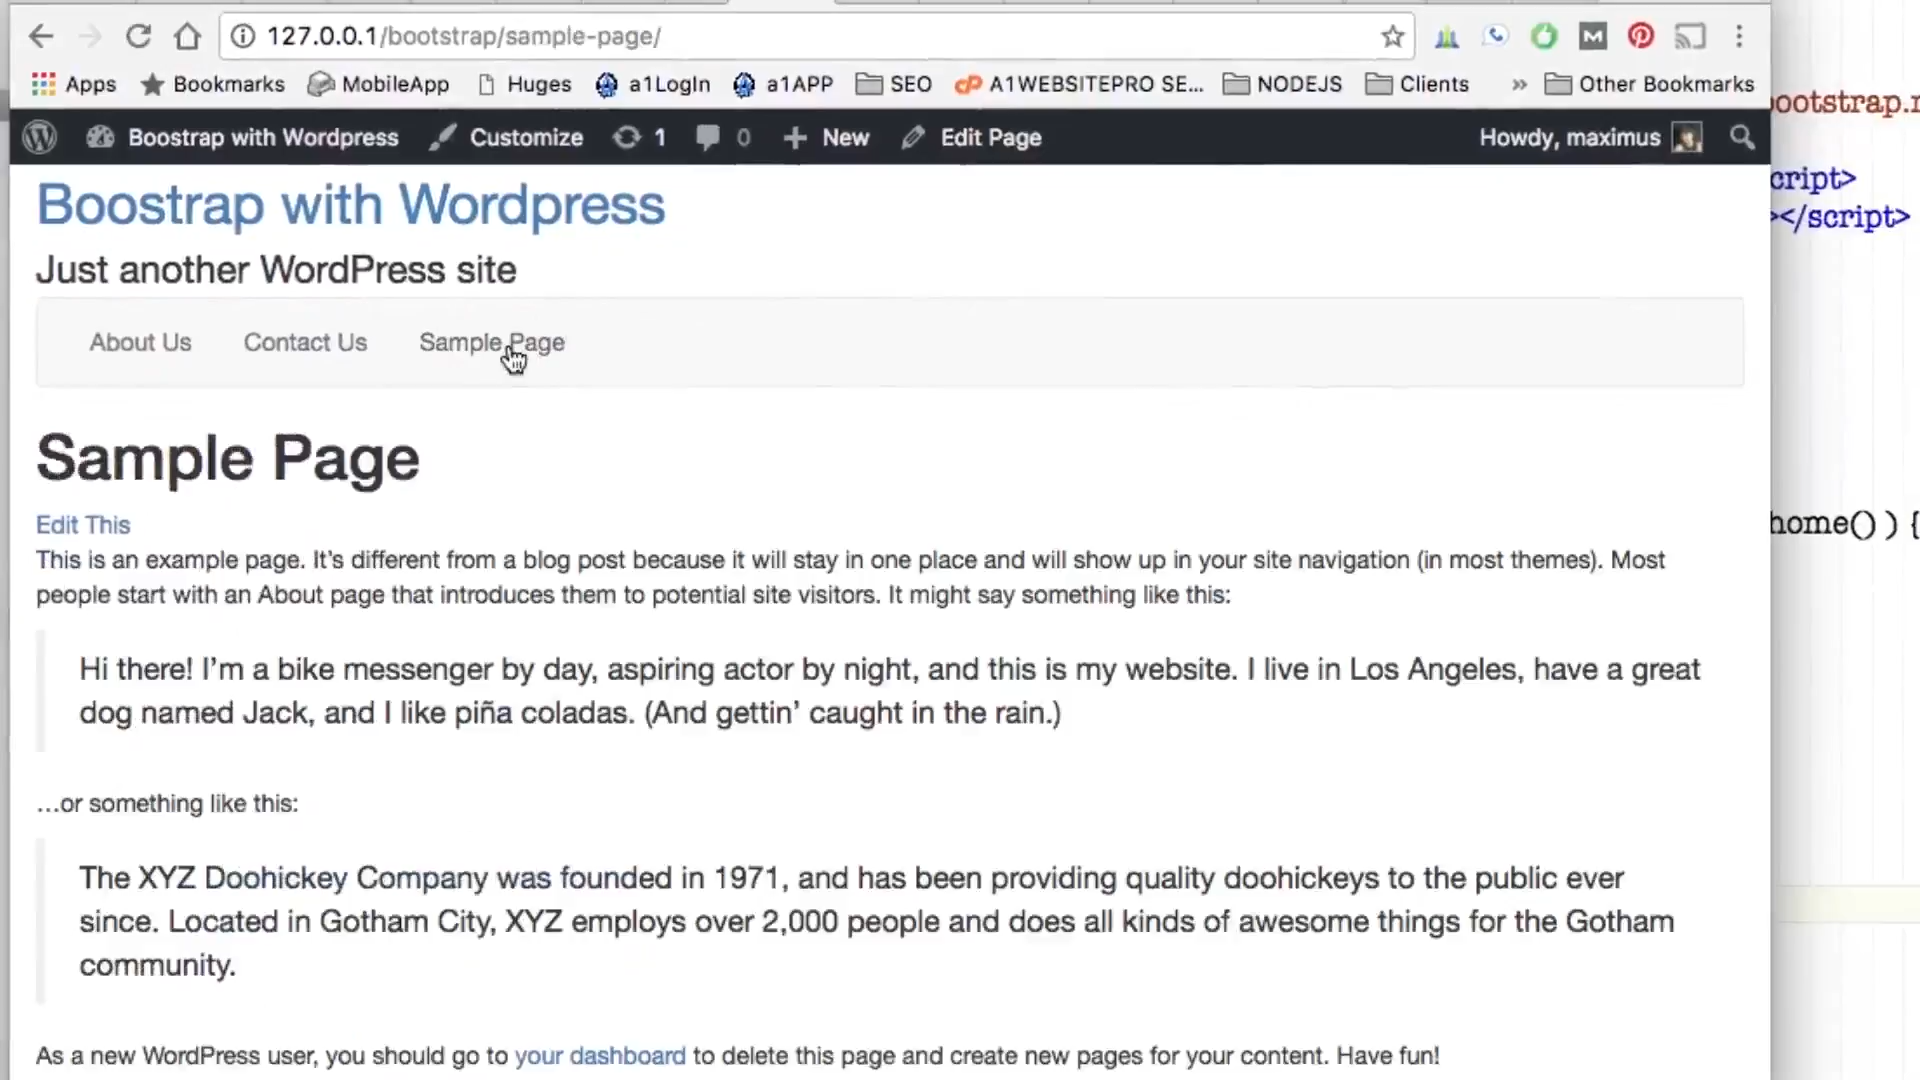 127.0.0.1/bootstrap/sample-page/
Apps Bookmarks MobileApp Huges a1LogIn a1APP SEO A1WEBSITEPRO SE... NODEJS Clients » Other Bookmarks
Boostrap with Wordpress Customize 1 0 New Edit Page Howdy, maximus
Boostrap with Wordpress
Just another WordPress site
About Us Contact Us Sample Page
Sample Page
Edit This
This is an example page. It’s different from a blog post because it will stay in one place and will show up in your site navigation (in most themes). Most
people start with an About page that introduces them to potential site visitors. It might say something like this:
Hi there! I’m a bike messenger by day, aspiring actor by night, and this is my website. I live in Los Angeles, have a great
dog named Jack, and I like piña coladas. (And gettin’ caught in the rain.)
…or something like this:
The XYZ Doohickey Company was founded in 1971, and has been providing quality doohickeys to the public ever
since. Located in Gotham City, XYZ employs over 2,000 people and does all kinds of awesome things for the Gotham
community.
As a new WordPress user, you should go to your dashboard to delete this page and create new pages for your content. Have fun!
cript>
></script>
home() ) {